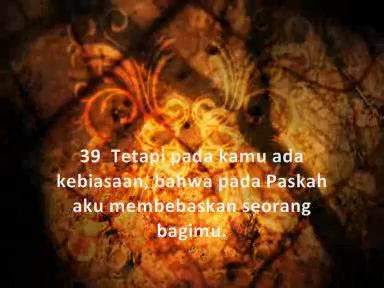 39  Tetapi pada kamu ada
kebiasaan, bahwa pada Paskah
aku membebaskan seorang
bagimu.